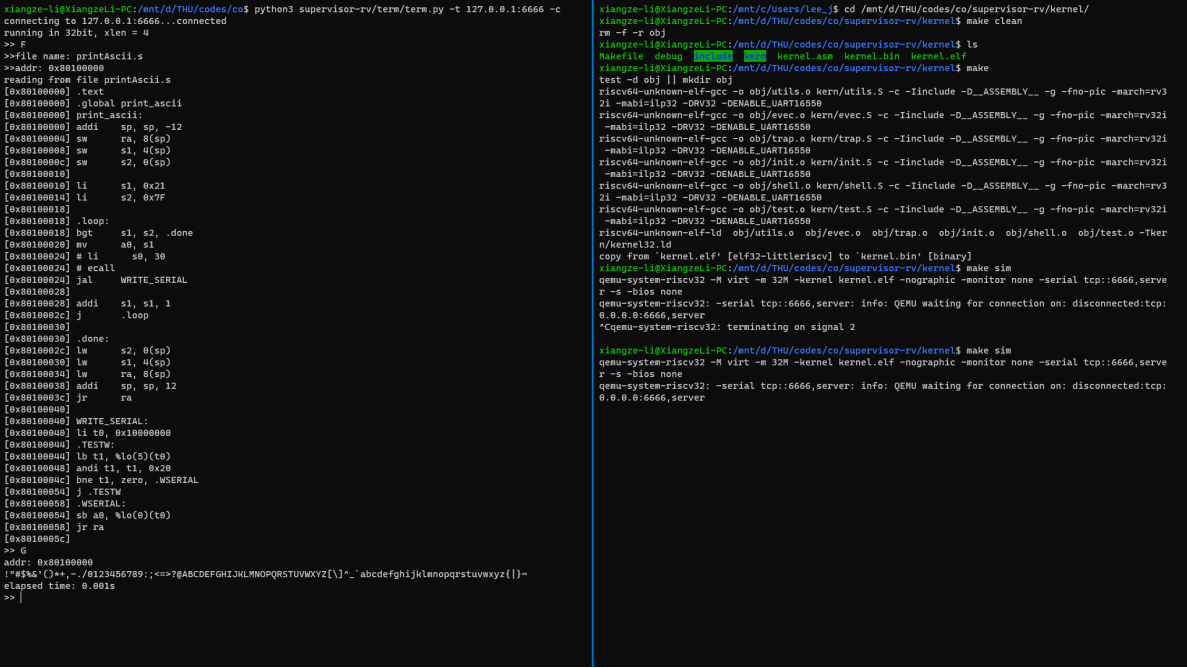 xiangze-li@XiangzeLi-PC:/mnt/d/THU/codes/co$ python3 supervisor-rv/term/term.py -t 127.0.0.1:6666 -c
connecting to 127.0.0.1:6666...connected
running in 32bit, xlen = 4
>> F
>>file name: printAscii.s
>>addr: 0x80100000
reading from file printAscii.s
[0x80100000] .text
[0x80100000] .global print_ascii
[0x80100000] print_ascii:
[0x80100000] addi    sp, sp, -12
[0x80100004] sw      ra, 8(sp)
[0x80100008] sw      s1, 4(sp)
[0x8010000c] sw      s2, 0(sp)
[0x80100010]
[0x80100010] li      s1, 0x21
[0x80100014] li      s2, 0x7F
[0x80100018]
[0x80100018] .loop:
[0x80100018] bgt     s1, s2, .done
[0x80100020] mv      a0, s1
[0x80100024] # li      s0, 30
[0x80100024] # ecall
[0x80100024] jal     WRITE_SERIAL
[0x80100028]
[0x80100028] addi    s1, s1, 1
[0x8010002c] j       .loop
[0x80100030]
[0x80100030] .done:
[0x8010002c] lw      s2, 0(sp)
[0x80100030] lw      s1, 4(sp)
[0x80100034] lw      ra, 8(sp)
[0x80100038] addi    sp, sp, 12
[0x8010003c] jr      ra
[0x80100040]
[0x80100040] WRITE_SERIAL:
[0x80100040] li t0, 0x10000000
[0x80100044] .TESTW:
[0x80100044] lb t1, %lo(5)(t0)
[0x80100048] andi t1, t1, 0x20
[0x8010004c] bne t1, zero, .WSERIAL
[0x80100054] j .TESTW
[0x80100058] .WSERIAL:
[0x80100054] sb a0, %lo(0)(t0)
[0x80100058] jr ra
[0x8010005c]
>> G
addr: 0x80100000
!"#$%&'()*+,-./0123456789:;<=>?@ABCDEFGHIJKLMNOPQRSTUVWXYZ[\]^_`abcdefghijklmnopqrstuvwxyz{|}~
elapsed time: 0.001s
>>
xiangze-li@XiangzeLi-PC:/mnt/c/Users/lee_j$ cd /mnt/d/THU/codes/co/supervisor-rv/kernel/
xiangze-li@XiangzeLi-PC:/mnt/d/THU/codes/co/supervisor-rv/kernel$ make clean
rm -f -r obj
xiangze-li@XiangzeLi-PC:/mnt/d/THU/codes/co/supervisor-rv/kernel$ ls
Makefile  debug  include  kern  kernel.asm  kernel.bin  kernel.elf
xiangze-li@XiangzeLi-PC:/mnt/d/THU/codes/co/supervisor-rv/kernel$ make
test -d obj || mkdir obj
riscv64-unknown-elf-gcc -o obj/utils.o kern/utils.S -c -Iinclude -D__ASSEMBLY__ -g -fno-pic -march=rv3
2i -mabi=ilp32 -DRV32 -DENABLE_UART16550
riscv64-unknown-elf-gcc -o obj/evec.o kern/evec.S -c -Iinclude -D__ASSEMBLY__ -g -fno-pic -march=rv32i
 -mabi=ilp32 -DRV32 -DENABLE_UART16550
riscv64-unknown-elf-gcc -o obj/trap.o kern/trap.S -c -Iinclude -D__ASSEMBLY__ -g -fno-pic -march=rv32i
 -mabi=ilp32 -DRV32 -DENABLE_UART16550
riscv64-unknown-elf-gcc -o obj/init.o kern/init.S -c -Iinclude -D__ASSEMBLY__ -g -fno-pic -march=rv32i
 -mabi=ilp32 -DRV32 -DENABLE_UART16550
riscv64-unknown-elf-gcc -o obj/shell.o kern/shell.S -c -Iinclude -D__ASSEMBLY__ -g -fno-pic -march=rv3
2i -mabi=ilp32 -DRV32 -DENABLE_UART16550
riscv64-unknown-elf-gcc -o obj/test.o kern/test.S -c -Iinclude -D__ASSEMBLY__ -g -fno-pic -march=rv32i
 -mabi=ilp32 -DRV32 -DENABLE_UART16550
riscv64-unknown-elf-ld  obj/utils.o  obj/evec.o  obj/trap.o  obj/init.o  obj/shell.o  obj/test.o -Tker
n/kernel32.ld
copy from `kernel.elf' [elf32-littleriscv] to `kernel.bin' [binary]
xiangze-li@XiangzeLi-PC:/mnt/d/THU/codes/co/supervisor-rv/kernel$ make sim
qemu-system-riscv32 -M virt -m 32M -kernel kernel.elf -nographic -monitor none -serial tcp::6666,serve
r -s -bios none
qemu-system-riscv32: -serial tcp::6666,server: info: QEMU waiting for connection on: disconnected:tcp:
0.0.0.0:6666,server
^Cqemu-system-riscv32: terminating on signal 2
xiangze-li@XiangzeLi-PC:/mnt/d/THU/codes/co/supervisor-rv/kernel$ make sim
qemu-system-riscv32 -M virt -m 32M -kernel kernel.elf -nographic -monitor none -serial tcp::6666,serve
r -s -bios none
qemu-system-riscv32: -serial tcp::6666,server: info: QEMU waiting for connection on: disconnected:tcp:
0.0.0.0:6666,server